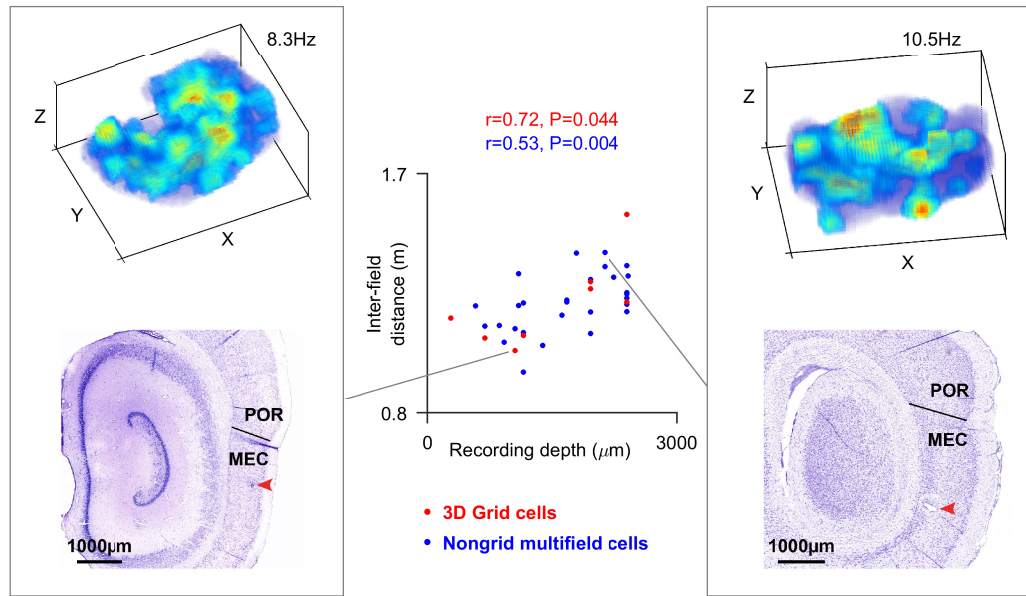 8.3Hz
Z
Y
X
POR
MEC
1000μm
r=0.72, P=0.044
r=0.53, P=0.004
1.7
Inter-field
distance (m)
0.8
0
Recording depth (μm)
3000
3D Grid cells
Nongrid multifield cells
10.5Hz
Z
Y
X
POR
MEC
1000μm